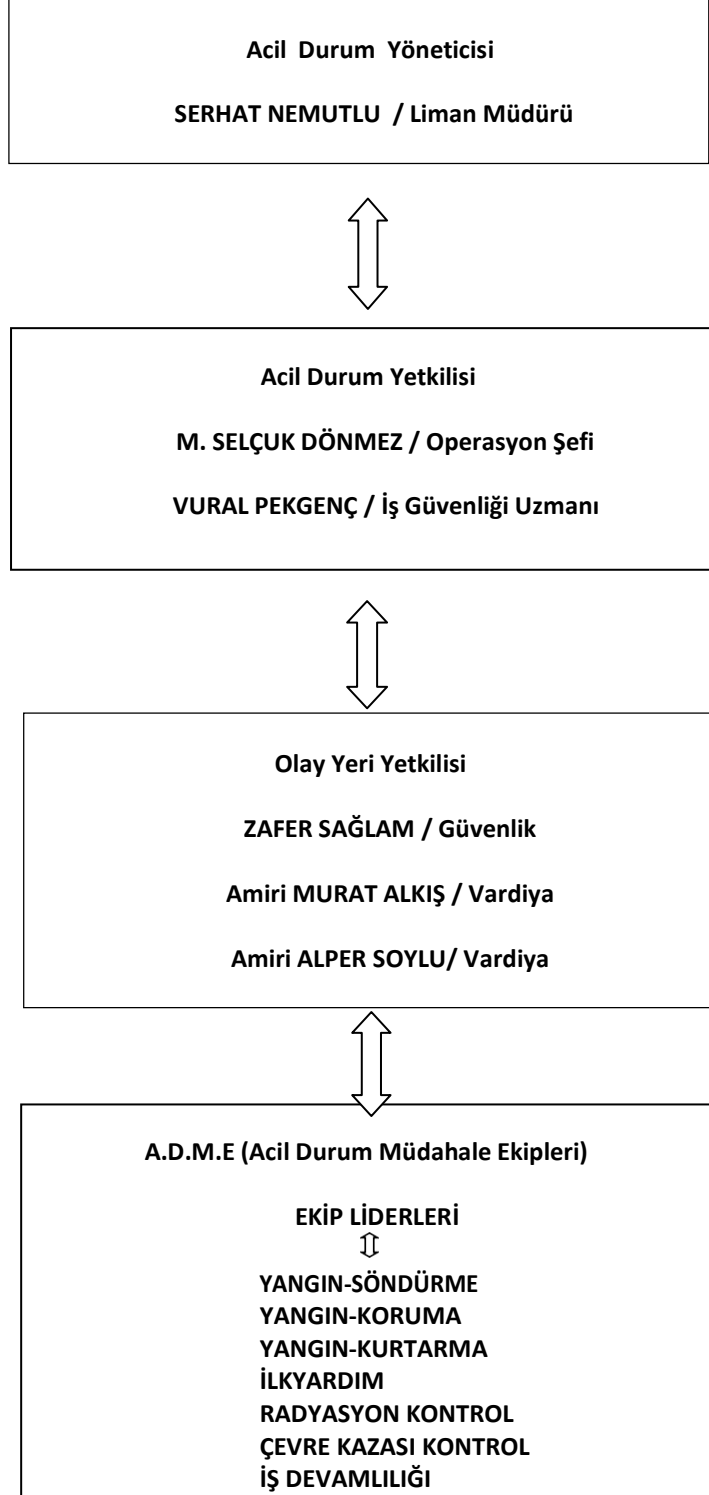 Acil Durum Yöneticisi
SERHAT NEMUTLU / Liman Müdürü
Acil Durum Yetkilisi
M. SELÇUK DÖNMEZ / Operasyon Şefi
VURAL PEKGENÇ / İş Güvenliği Uzmanı
Olay Yeri Yetkilisi
ZAFER SAĞLAM / Güvenlik
Amiri MURAT ALKIŞ / Vardiya
Amiri ALPER SOYLU/ Vardiya
A.D.M.E (Acil Durum Müdahale Ekipleri)
EKİP LİDERLERİ
YANGIN-SÖNDÜRME
YANGIN-KORUMA
YANGIN-KURTARMA
İLKYARDIM
RADYASYON KONTROL
ÇEVRE KAZASI KONTROL
İŞ DEVAMLILIĞI